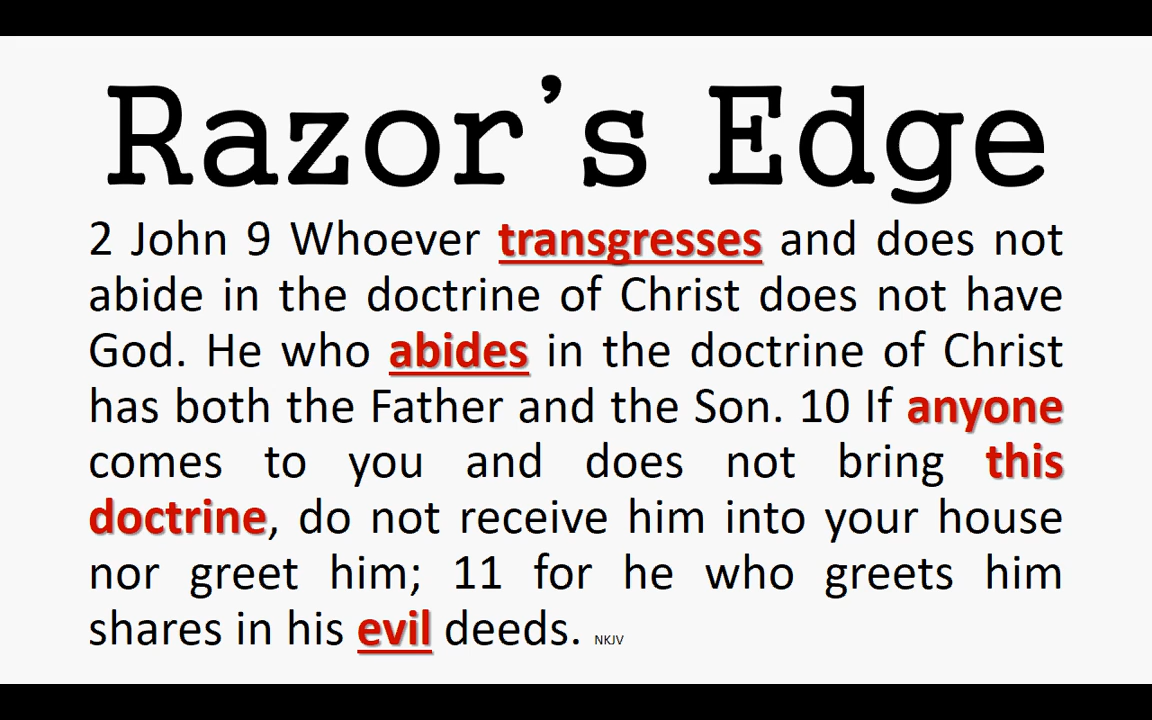 Razor’s Edge
2 John 9 Whoever transgresses and does not
abide in the doctrine of Christ does not have
God. He who abides in the doctrine of Christ
has both the Father and the Son. 10 If anyone
comes to you and does not bring this
doctrine, do not receive him into your house
nor greet him; 11 for he who greets him
shares in his evil deeds. NKJV